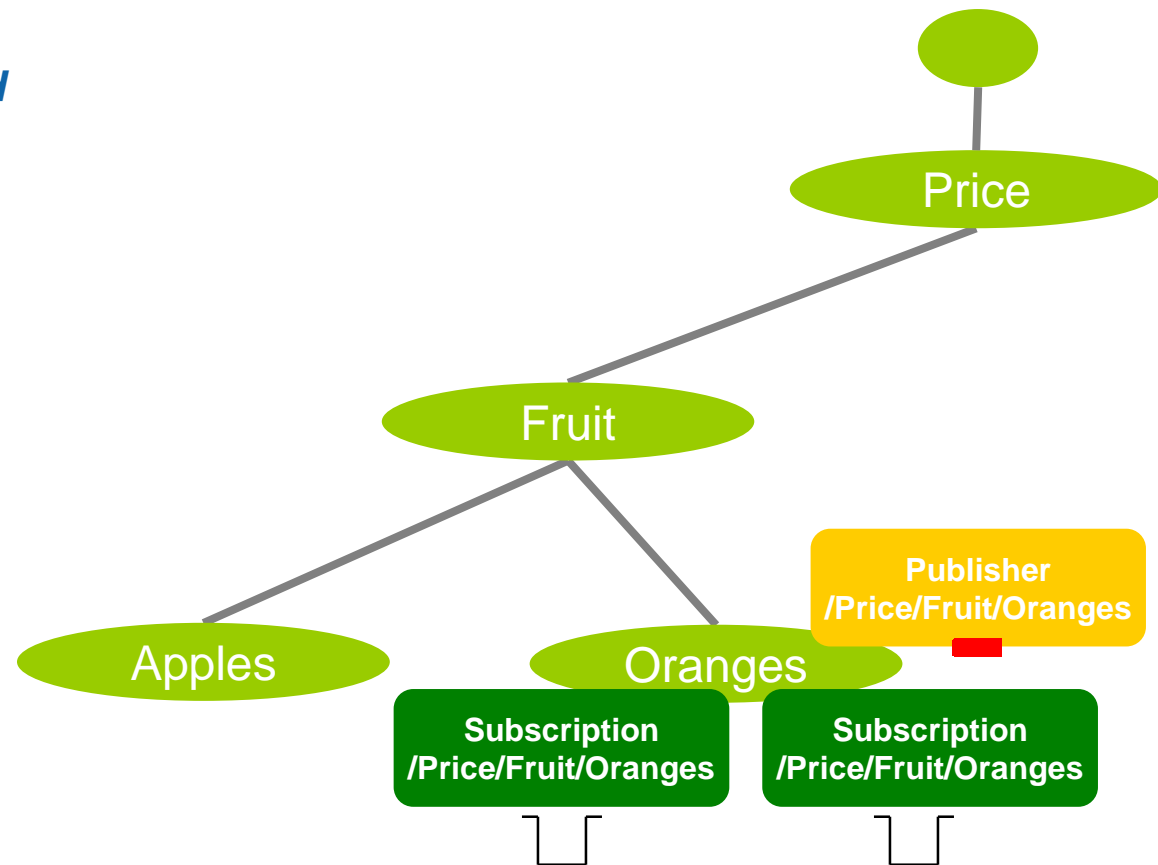 Price
Fruit
Publisher
/Price/Fruit/Oranges
Apples
Oranges
Subscription
/Price/Fruit/Oranges
Subscription
/Price/Fruit/Oranges